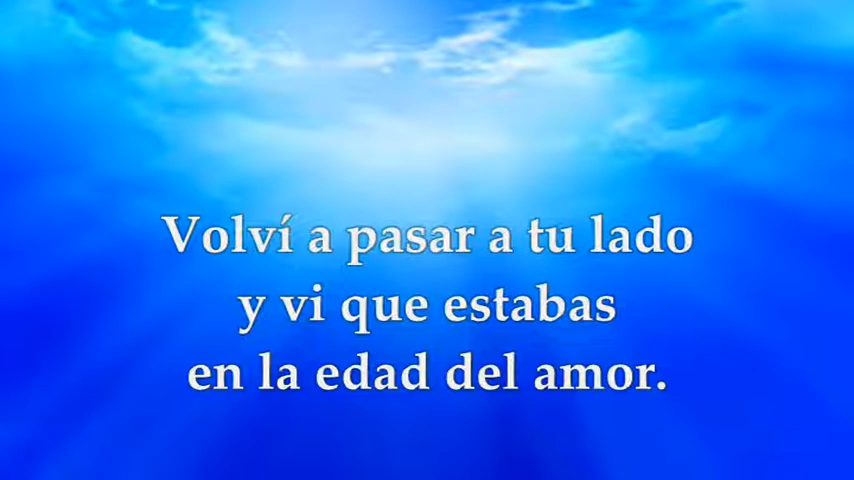 Volví a pasar a tu lado
y vi que estabas
en la edad del amor.